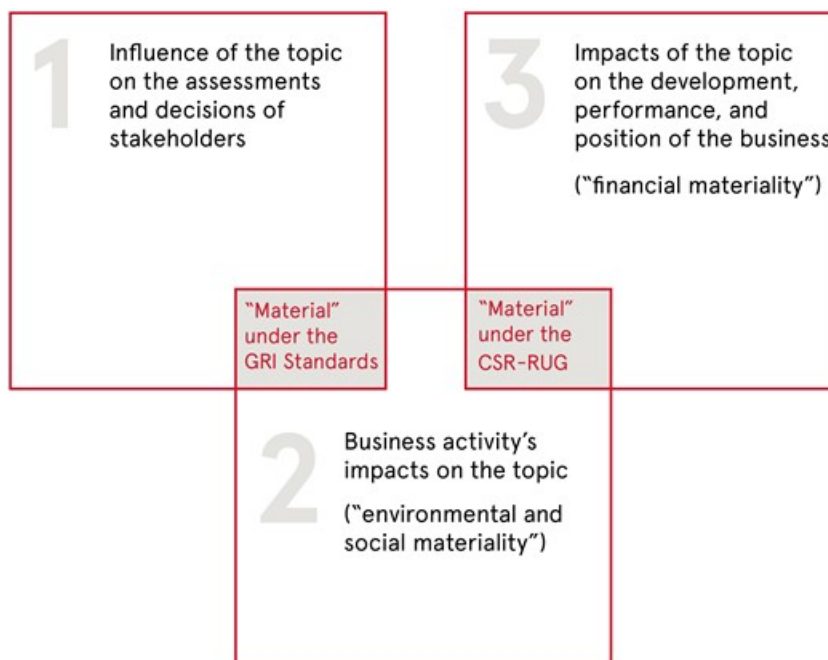 1
Influence of the topic
on the assessments
and decisions of
stakeholders
3
Impacts of the topic
on the development,
performance, and
position of the business
(“financial materiality”)
“Material”
under the
GRI Standards
“Material”
under the
CSR-RUG
2
Business activity’s
impacts on the topic
(“environmental and
social materiality”)